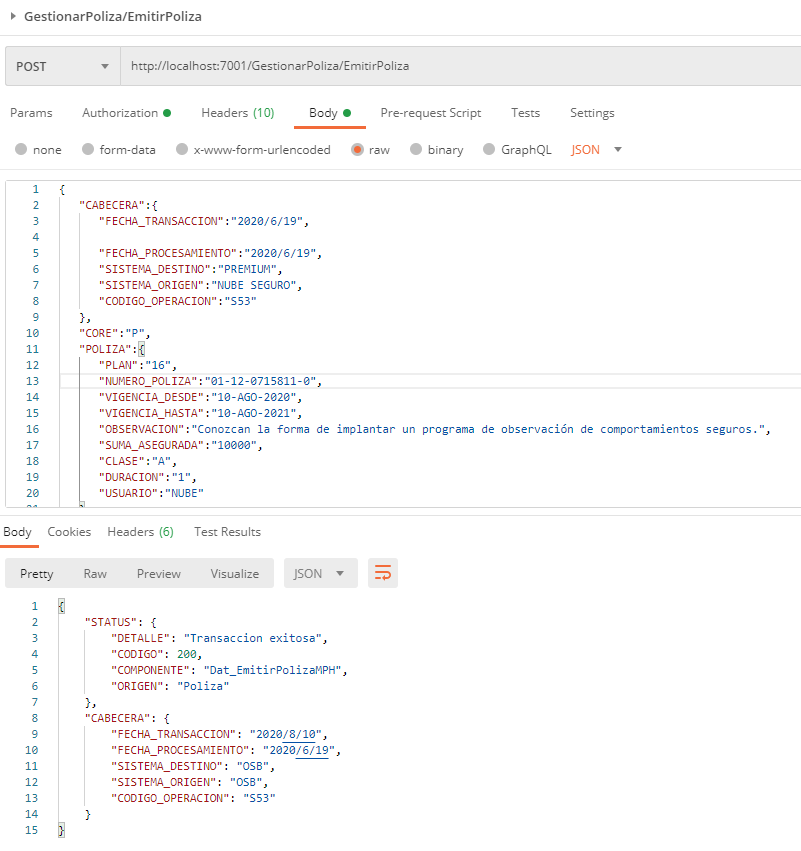 GestionarPoliza/EmitirPoliza
POST http://localhost:7001/GestionarPoliza/EmitirPoliza
Params Authorization Headers (10) Body Pre-request Script Tests Settings
none form-data x-www-form-urlencoded raw binary GraphQL JSON
1 {
2 "CABECERA":{
3 "FECHA_TRANSACCION":"2020/6/19",
4
5 "FECHA_PROCESAMIENTO":"2020/6/19",
6 "SISTEMA_DESTINO":"PREMIUM",
7 "SISTEMA_ORIGEN":"NUBE SEGURO",
8 "CODIGO_OPERACION":"S53"
9 },
10 "CORE":"P",
11 "POLIZA":{
12 "PLAN":"16",
13 "NUMERO_POLIZA":"01-12-0715811-0",
14 "VIGENCIA_DESDE":"10-AGO-2020",
15 "VIGENCIA_HASTA":"10-AGO-2021",
16 "OBSERVACION":"Conozcan la forma de implantar un programa de observación de comportamientos seguros.",
17 "SUMA_ASEGURADA":"10000",
18 "CLASE":"A",
19 "DURACION":"1",
20 "USUARIO":"NUBE"
Body Cookies Headers (6) Test Results
Pretty Raw Preview Visualize JSON
1 {
2 "STATUS": {
3 "DETALLE": "Transaccion exitosa",
4 "CODIGO": 200,
5 "COMPONENTE": "Dat_EmitirPolizaMPH",
6 "ORIGEN": "Poliza"
7 },
8 "CABECERA": {
9 "FECHA_TRANSACCION": "2020/8/10",
10 "FECHA_PROCESAMIENTO": "2020/6/19",
11 "SISTEMA_DESTINO": "OSB",
12 "SISTEMA_ORIGEN": "OSB",
13 "CODIGO_OPERACION": "S53"
14 }
15 }